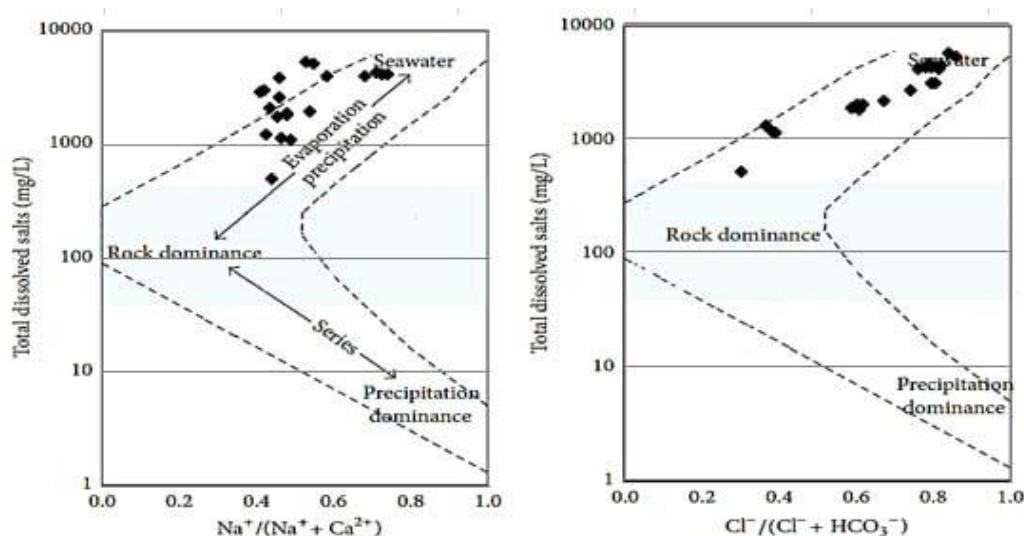 10000
1000
100
10
1
Total dissolved salts (mg/L)
Seawater
Evaporation
precipitation
Rock dominance
Series
Precipitation
dominance
0.0 0.2 0.4 0.6 0.8 1.0
Na⁺/(Na⁺ + Ca²⁺)
10000
1000
100
10
1
Total dissolved salts (mg/L)
Seawater
Rock dominance
Precipitation
dominance
0.0 0.2 0.4 0.6 0.8 1.0
Cl⁻/(Cl⁻ + HCO₃⁻)